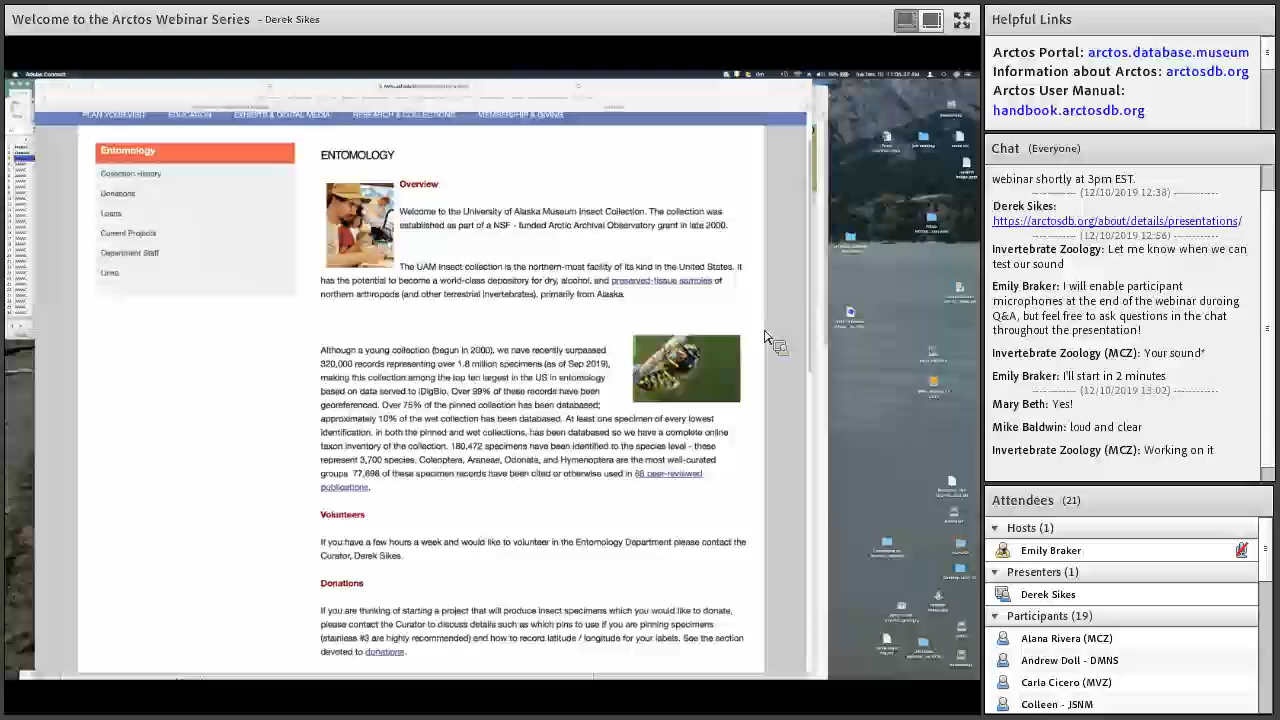 Welcome to the Arctos Webinar Series - Derek Sikes
Adobe Connect
PLAN YOUR VISIT EDUCATION EXHIBITS & DIGITAL MEDIA RESEARCH & COLLECTIONS MEMBERSHIP & GIVING
Entomology
Collection History
Donations
Loans
Current Projects
Department Staff
Links
ENTOMOLOGY
Overview
Welcome to the University of Alaska Museum Insect Collection. The collection was
established as part of a NSF - funded Arctic Archival Observatory grant in late 2000.
The UAM Insect collection is the northern-most facility of its kind in the United States. It
has the potential to become a world-class depository for dry, alcohol, and preserved-tissue samples of
northern arthropods (and other terrestrial invertebrates), primarily from Alaska.
Although a young collection (begun in 2000), we have recently surpassed
320,000 records representing over 1.8 million specimens (as of Sep 2019),
making this collection among the top ten largest in the US in entomology
based on data served to iDigBio. Over 99% of these records have been
georeferenced. Over 75% of the pinned collection has been databased;
approximately 10% of the wet collection has been databased. At least one specimen of every lowest
identification, in both the pinned and wet collections, has been databased so we have a complete online
taxon inventory of the collection. 180,472 specimens have been identified to the species level - these
represent 3,700 species. Coleoptera, Araneae, Odonata, and Hymenoptera are the most well-curated
groups. 77,698 of these specimen records have been cited or otherwise used in 88 peer-reviewed
publications.
Volunteers
If you have a few hours a week and would like to volunteer in the Entomology Department please contact the
Curator, Derek Sikes.
Donations
If you are thinking of starting a project that will produce insect specimens which you would like to donate,
please contact the Curator to discuss details such as which pins to use if you are pinning specimens
(stainless #3 are highly recommended) and how to record latitude / longitude for your labels. See the section
devoted to donations.
Helpful Links
Arctos Portal: arctos.database.museum
Information about Arctos: arctosdb.org
Arctos User Manual:
handbook.arctosdb.org
Chat (Everyone)
webinar shortly at 3pm EST.
(12/10/2019 12:38)
Derek Sikes:
https://arctosdb.org/about/details/presentations/
(12/10/2019 12:56)
Invertebrate Zoology: Let me know when we can
test our sound
Emily Braker: I will enable participant
microphones at the end of the webinar duroing
Q&A, but feel free to ask questions in the chat
throughout the presentation!
Invertebrate Zoology (MCZ): Your sound*
Emily Braker: I'll start in 2 minutes
(12/10/2019 13:02)
Mary Beth: Yes!
Mike Baldwin: loud and clear
Invertebrate Zoology (MCZ): Working on it
Attendees (21)
Hosts (1)
Emily Braker
Presenters (1)
Derek Sikes
Participants (19)
Alana Rivera (MCZ)
Andrew Doll - DMNS
Carla Cicero (MVZ)
Colleen - JSNM